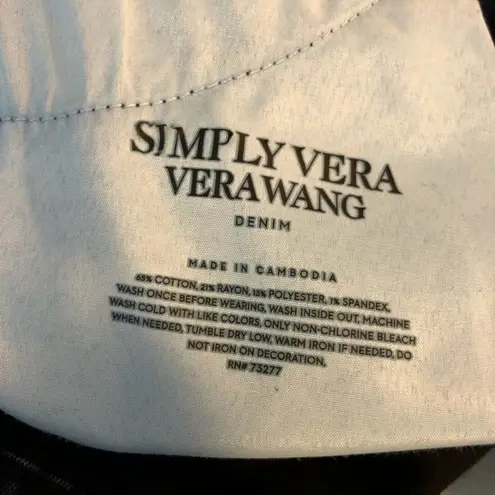 SIMPLY VERA
VERA WANG
DENIM
MADE IN CAMBODIA
65% COTTON, 21% RAYON, 13% POLYESTER, 1% SPANDEX.
WASH ONCE BEFORE WEARING, WASH INSIDE OUT, MACHINE
WASH COLD WITH LIKE COLORS, ONLY NON-CHLORINE BLEACH
WHEN NEEDED, TUMBLE DRY LOW, WARM IRON IF NEEDED, DO
NOT IRON ON DECORATION.
RN# 73277